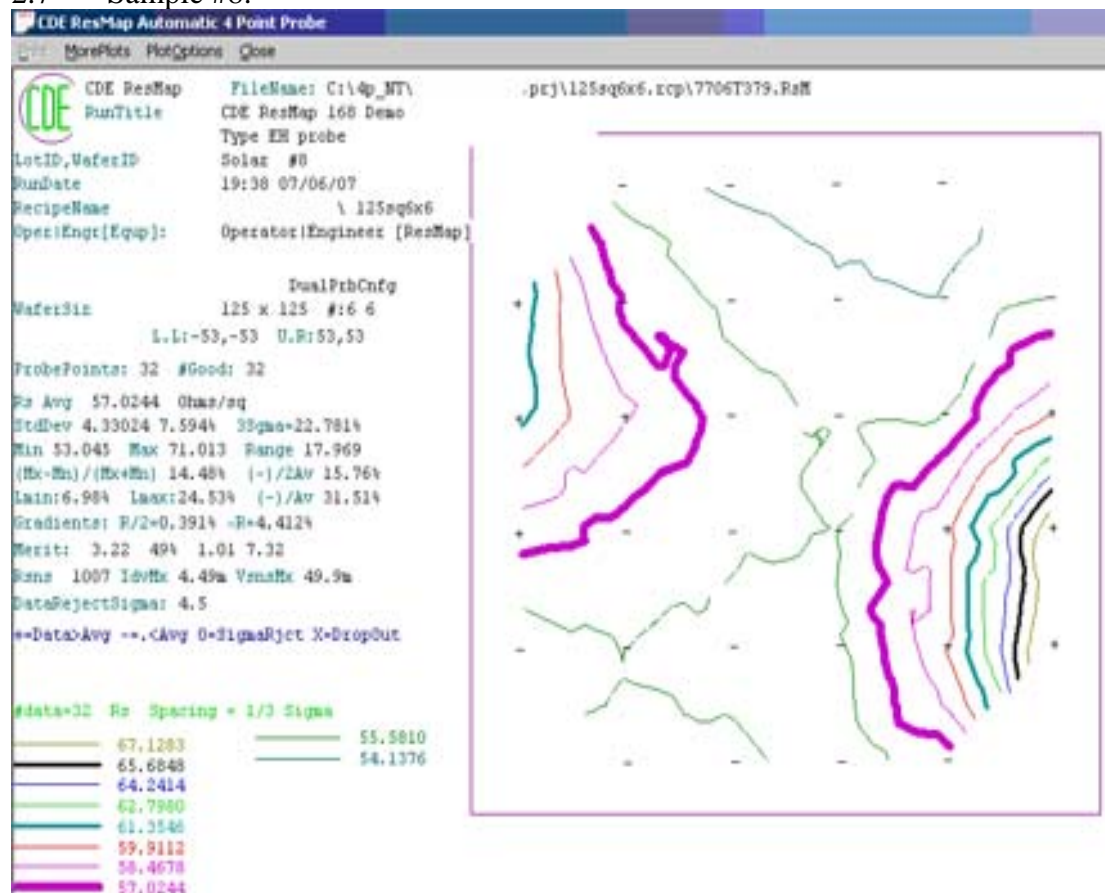 2.7 Sample #8:
CDE ResMap Automatic 4 Point Probe
MorePlots PlotOptions Close
CDE
CDE ResMap FileName: C:\4p_NT\ .prj\125sq6x6.rcp\7706T379.RsM
RunTitle CDE ResMap 168 Demo
Type EH probe
LotID,WaferID Solar #8
RunDate 19:38 07/06/07
RecipeName \ 125sq6x6
Oper|Engr[Equp]: Operator|Engineer [ResMap]
DualPrbCnfg
WaferSiz 125 x 125 #:6 6
L.L:-53,-53 U.R:53,53
ProbePoints: 32 #Good: 32
Rs Avg 57.0244 Ohms/sq
StdDev 4.33024 7.594% 3Sgma=22.781%
Min 53.045 Max 71.013 Range 17.969
(Mx-Mn)/(Mx+Mn) 14.48% (-)/2Av 15.76%
Lmin:6.98% Lmax:24.53% (-)/Av 31.51%
Gradients: R/2=0.391% ~R=4.412%
Merit: 3.22 49% 1.01 7.32
Rsns 1007 IdvMx 4.49m VsnsMx 49.9m
DataRejectSigma: 4.5
+=Data>Avg -=.<Avg O=SigmaRjct X=DropOut
#data=32 Rs Spacing = 1/3 Sigma
67.1283 55.5810
65.6848 54.1376
64.2414
62.7980
61.3546
59.9112
58.4678
57.0244